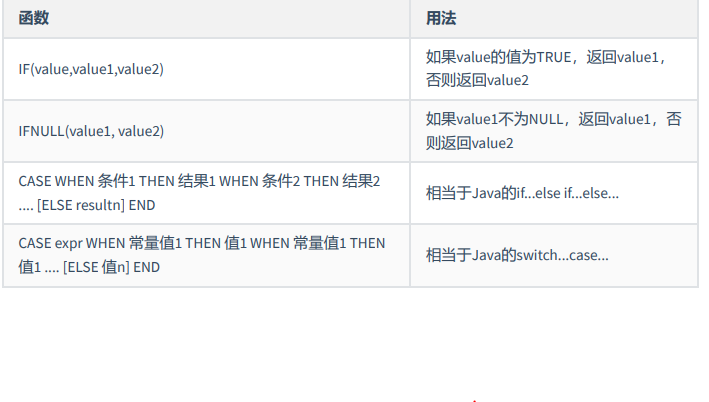 函数
用法
IF(value,value1,value2)
如果value的值为TRUE，返回value1，
否则返回value2
IFNULL(value1, value2)
如果value1不为NULL，返回value1，否
则返回value2
CASE WHEN 条件1 THEN 结果1 WHEN 条件2 THEN 结果2
.... [ELSE resultn] END
相当于Java的if...else if...else...
CASE expr WHEN 常量值1 THEN 值1 WHEN 常量值1 THEN
值1 .... [ELSE 值n] END
相当于Java的switch...case...